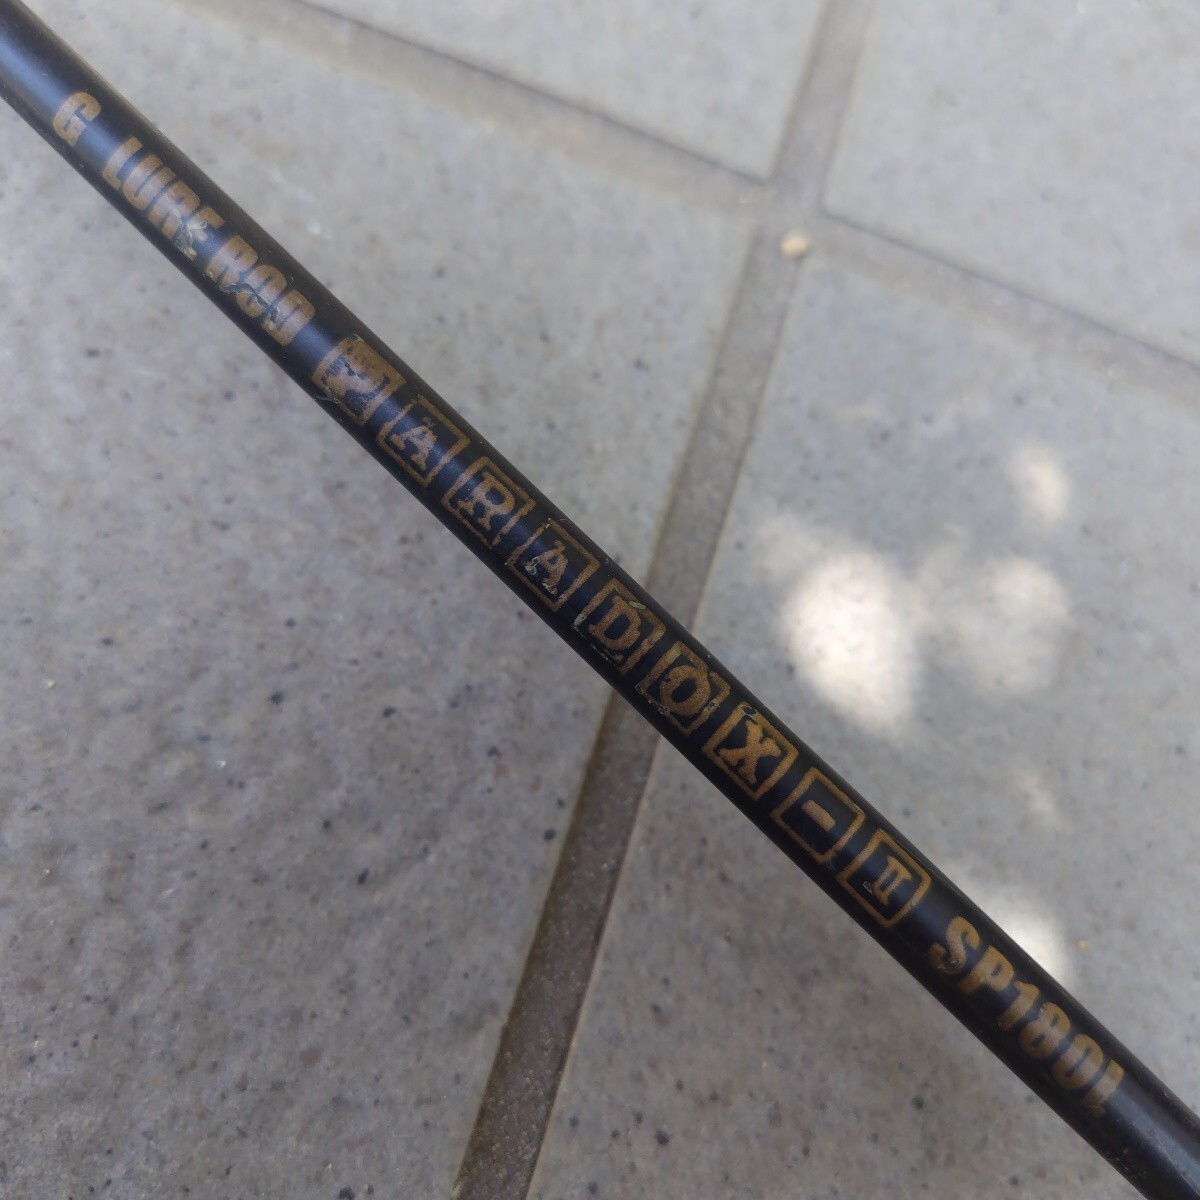 G LURE ROD PARADOX-II SP180L